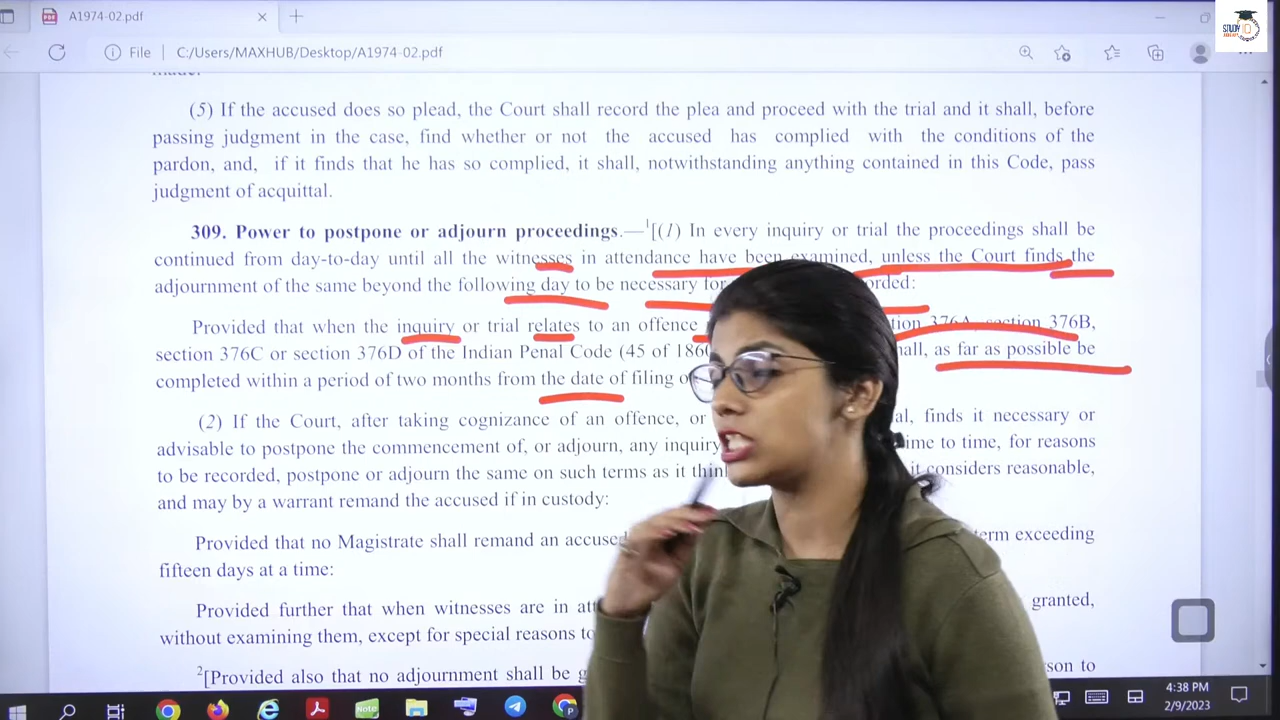 A1974-02.pdf
File C:/Users/MAXHUB/Desktop/A1974-02.pdf
STUDY iD
(5) If the accused does so plead, the Court shall record the plea and proceed with the trial and it shall, before
passing judgment in the case, find whether or not the accused has complied with the conditions of the
pardon, and, if it finds that he has so complied, it shall, notwithstanding anything contained in this Code, pass
judgment of acquittal.
309. Power to postpone or adjourn proceedings.—1[(1) In every inquiry or trial the proceedings shall be
continued from day-to-day until all the witnesses in attendance have been examined, unless the Court finds the
adjournment of the same beyond the following day to be necessary for
Provided that when the inquiry or trial relates to an offence 376A, section 376B,
section 376C or section 376D of the Indian Penal Code (45 of 1860 as far as possible be
completed within a period of two months from the date of filing
(2) If the Court, after taking cognizance of an offence, or finds it necessary or
advisable to postpone the commencement of, or adjourn, any inquiry time to time, for reasons
to be recorded, postpone or adjourn the same on such terms as it it considers reasonable,
and may by a warrant remand the accused if in custody:
Provided that no Magistrate shall remand an term exceeding
fifteen days at a time:
Provided further that when witnesses are in granted,
without examining them, except for special reasons to
2[Provided also that no adjournment shall be to
4:38 PM
2/9/2023